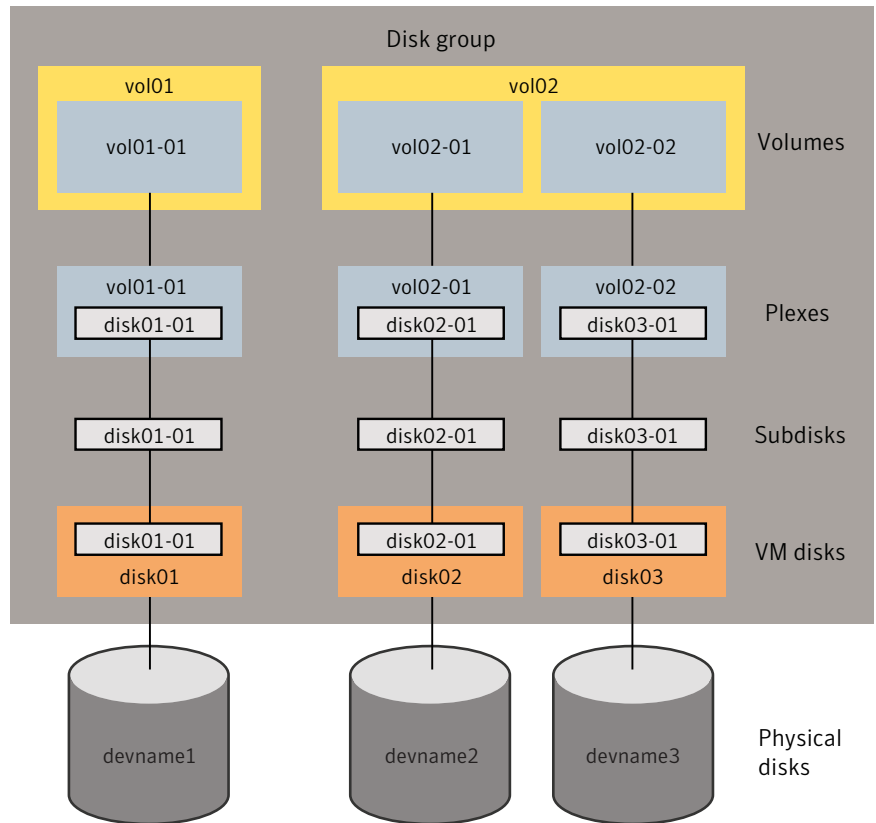 Disk group
vol01
vol02
vol01-01
vol02-01
vol02-02
Volumes
vol01-01
vol02-01
vol02-02
disk01-01
disk02-01
disk03-01
Plexes
disk01-01
disk02-01
disk03-01
Subdisks
disk01-01
disk02-01
disk03-01
VM disks
disk01
disk02
disk03
devname1
devname2
devname3
Physical
disks